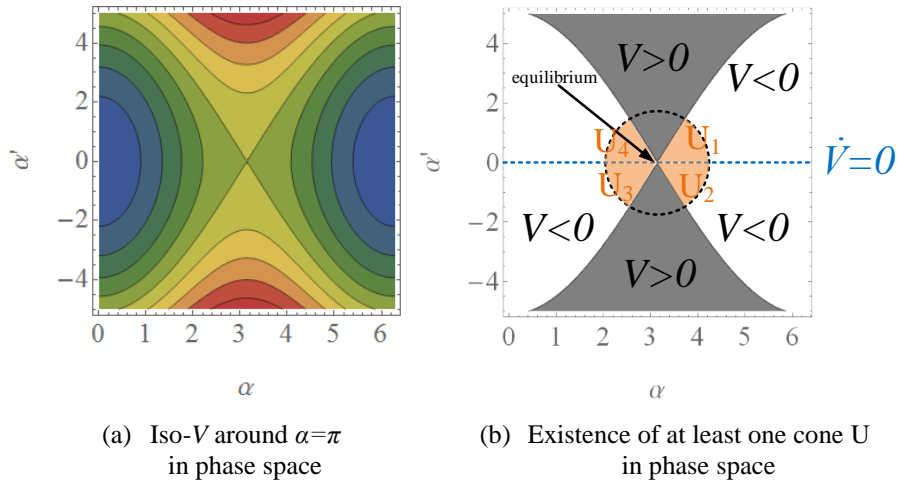 4
2
0
−2
−4
α'
0 1 2 3 4 5 6
α
(a) Iso-V around α=π
in phase space
4
2
0
−2
−4
α'
V>0
V<0
equilibrium
U4 U1
V̇=0
U3 U2
V<0 V<0
V>0
0 1 2 3 4 5 6
α
(b) Existence of at least one cone U
in phase space